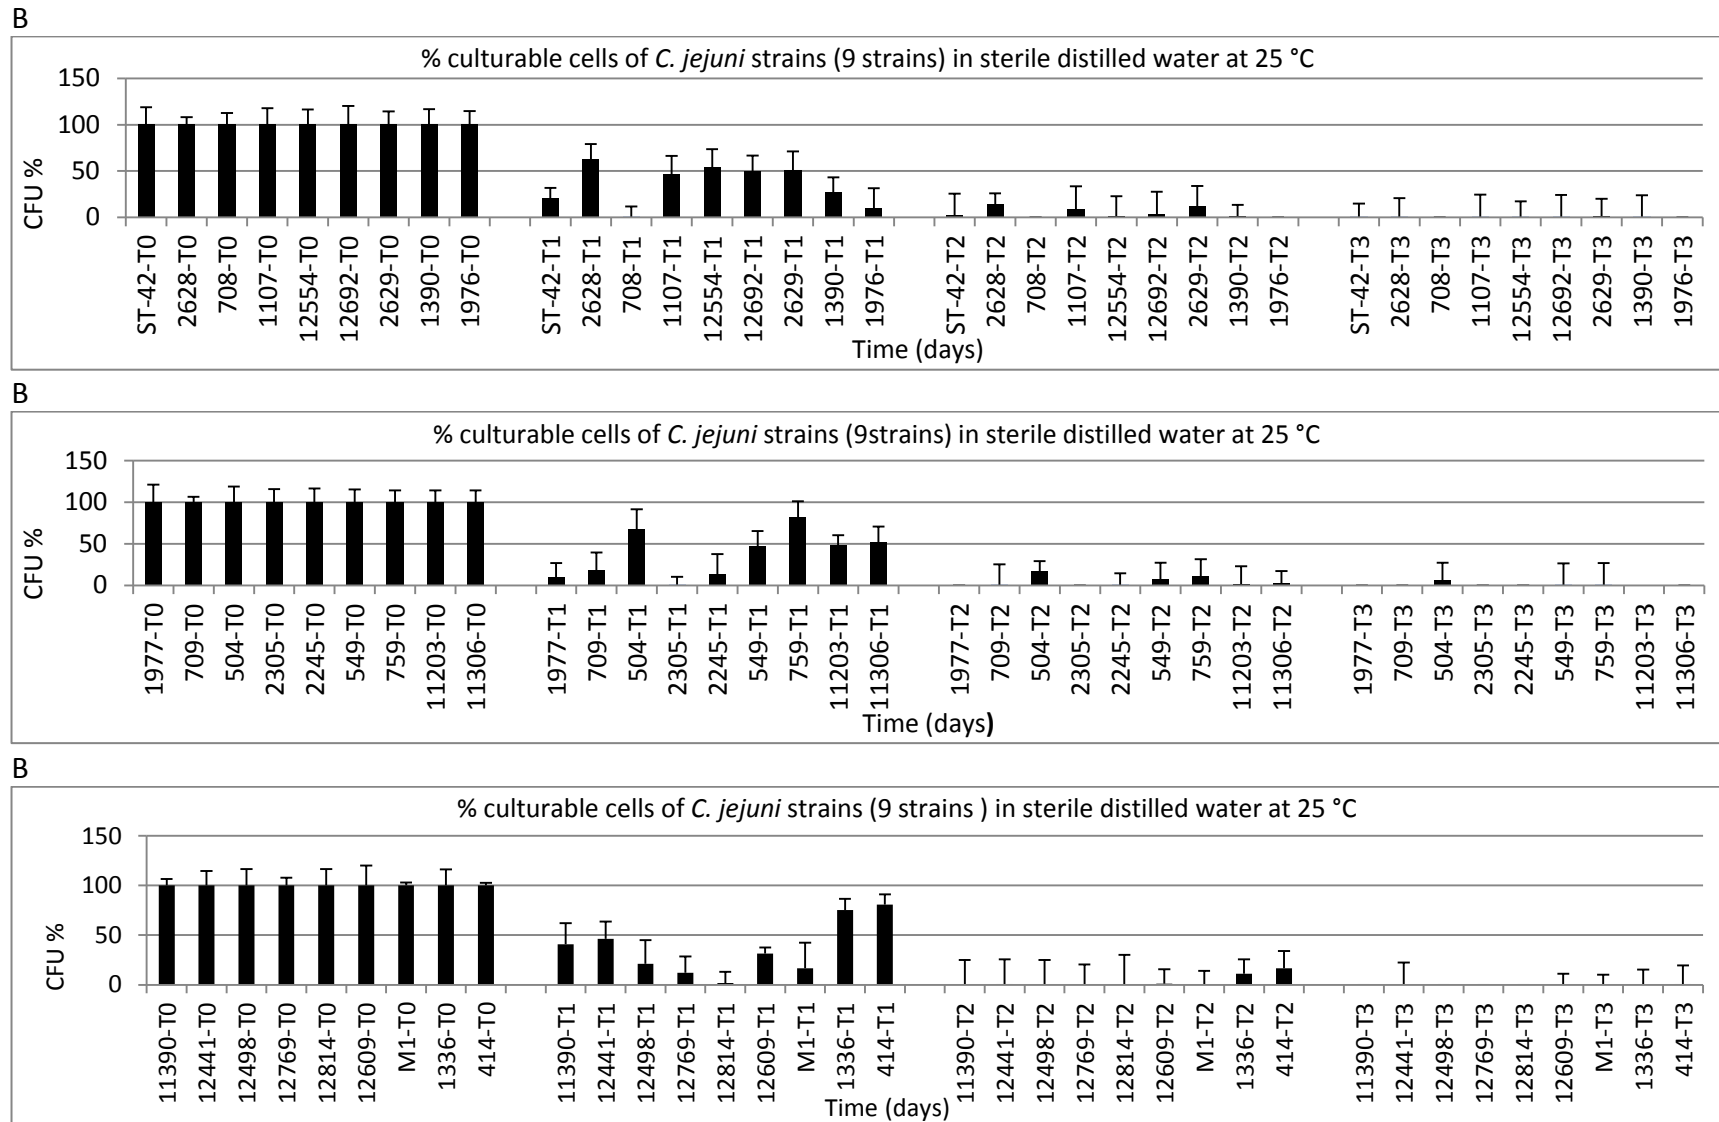 B
% culturable cells of C. jejuni strains (9 strains) in sterile distilled water at 25 °C
150
100
50
0
CFU %
ST-42-T0
2628-T0
708-T0
1107-T0
12554-T0
12692-T0
2629-T0
1390-T0
1976-T0
ST-42-T1
2628-T1
708-T1
1107-T1
12554-T1
12692-T1
2629-T1
1390-T1
1976-T1
ST-42-T2
2628-T2
708-T2
1107-T2
12554-T2
12692-T2
2629-T2
1390-T2
1976-T2
ST-42-T3
2628-T3
708-T3
1107-T3
12554-T3
12692-T3
2629-T3
1390-T3
1976-T3
Time (days)
B
% culturable cells of C. jejuni strains (9strains) in sterile distilled water at 25 °C
150
100
50
0
CFU %
1977-T0
709-T0
504-T0
2305-T0
2245-T0
549-T0
759-T0
11203-T0
11306-T0
1977-T1
709-T1
504-T1
2305-T1
2245-T1
549-T1
759-T1
11203-T1
11306-T1
1977-T2
709-T2
504-T2
2305-T2
2245-T2
549-T2
759-T2
11203-T2
11306-T2
1977-T3
709-T3
504-T3
2305-T3
2245-T3
549-T3
759-T3
11203-T3
11306-T3
Time (days)
B
% culturable cells of C. jejuni strains (9 strains ) in sterile distilled water at 25 °C
150
100
50
0
CFU %
11390-T0
12441-T0
12498-T0
12769-T0
12814-T0
12609-T0
M1-T0
1336-T0
414-T0
11390-T1
12441-T1
12498-T1
12769-T1
12814-T1
12609-T1
M1-T1
1336-T1
414-T1
11390-T2
12441-T2
12498-T2
12769-T2
12814-T2
12609-T2
M1-T2
1336-T2
414-T2
11390-T3
12441-T3
12498-T3
12769-T3
12814-T3
12609-T3
M1-T3
1336-T3
414-T3
Time (days)